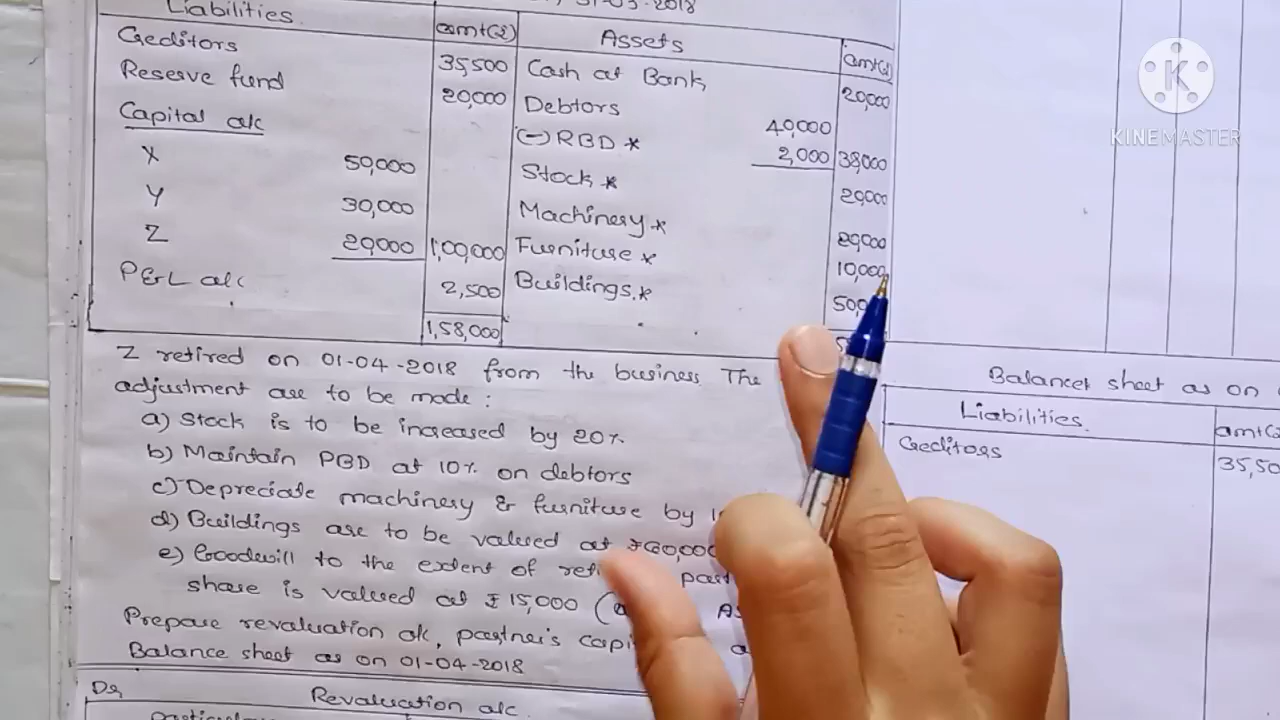 31-03-2018
Liabilities. amt(₹) Assets amt(₹)
Creditors 35,500 Cash at Bank 20,000
Reserve fund 20,000 Debtors 40,000
(-) RBD * 2,000 38,000
Capital a/c
X 50,000 Stock * 20,000
Y 30,000 Machinery * 20,000
Z 20,000 1,00,000 Furniture * 10,000
P&L a/c 2,500 Buildings. *
1,58,000
Z retired on 01-04-2018 from the business. The
adjustment are to be made :
a) Stock is to be increased by 20%
b) Maintain PBD at 10% on debtors
c) Depreciate machinery & furniture by
d) Buildings are to be valued at ₹60,000
e) Goodwill to the extent of
share is valued at ₹15,000
Prepare revaluation a/c, partner's
Balance sheet as on 01-04-2018
Dr Revaluation a/c
Balance sheet as on
Liabilities.
Creditors
KINEMASTER